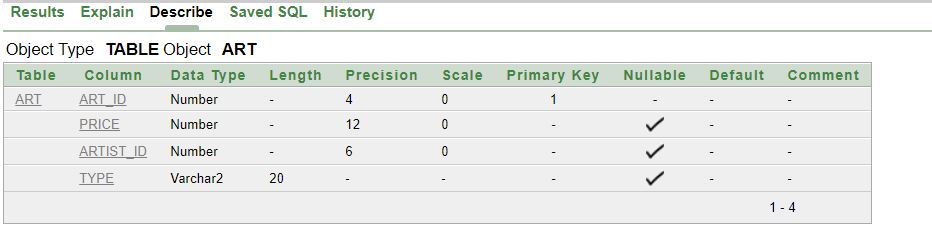 Results Explain Describe Saved SQL History
Object Type TABLE Object ART
Table Column Data Type Length Precision Scale Primary Key Nullable Default Comment
ART ART_ID Number - 4 0 1 - - -
PRICE Number - 12 0 - ✓ - -
ARTIST_ID Number - 6 0 - ✓ - -
TYPE Varchar2 20 - - - ✓ - -
1 - 4